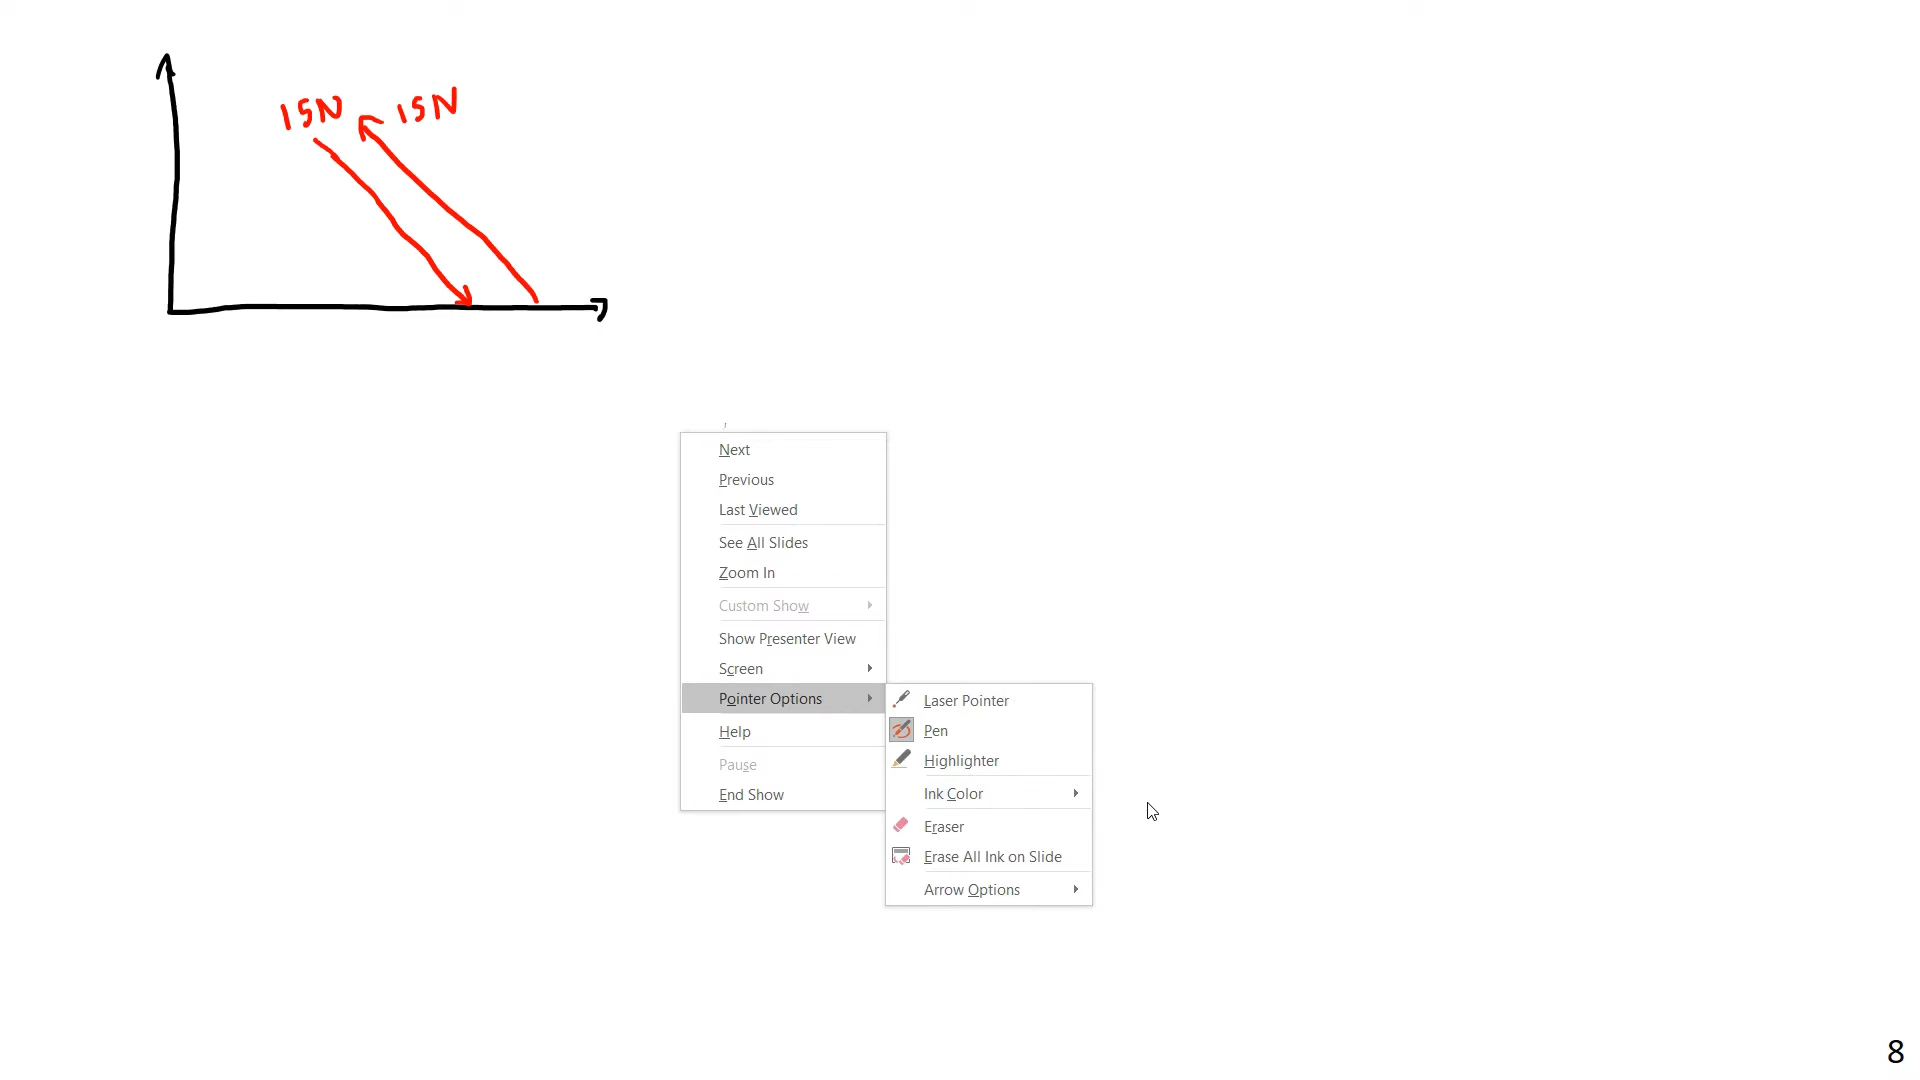 15N 15N
Next
Previous
Last Viewed
See All Slides
Zoom In
Custom Show
Show Presenter View
Screen
Pointer Options
Help
Pause
End Show
Laser Pointer
Pen
Highlighter
Ink Color
Eraser
Erase All Ink on Slide
Arrow Options
8